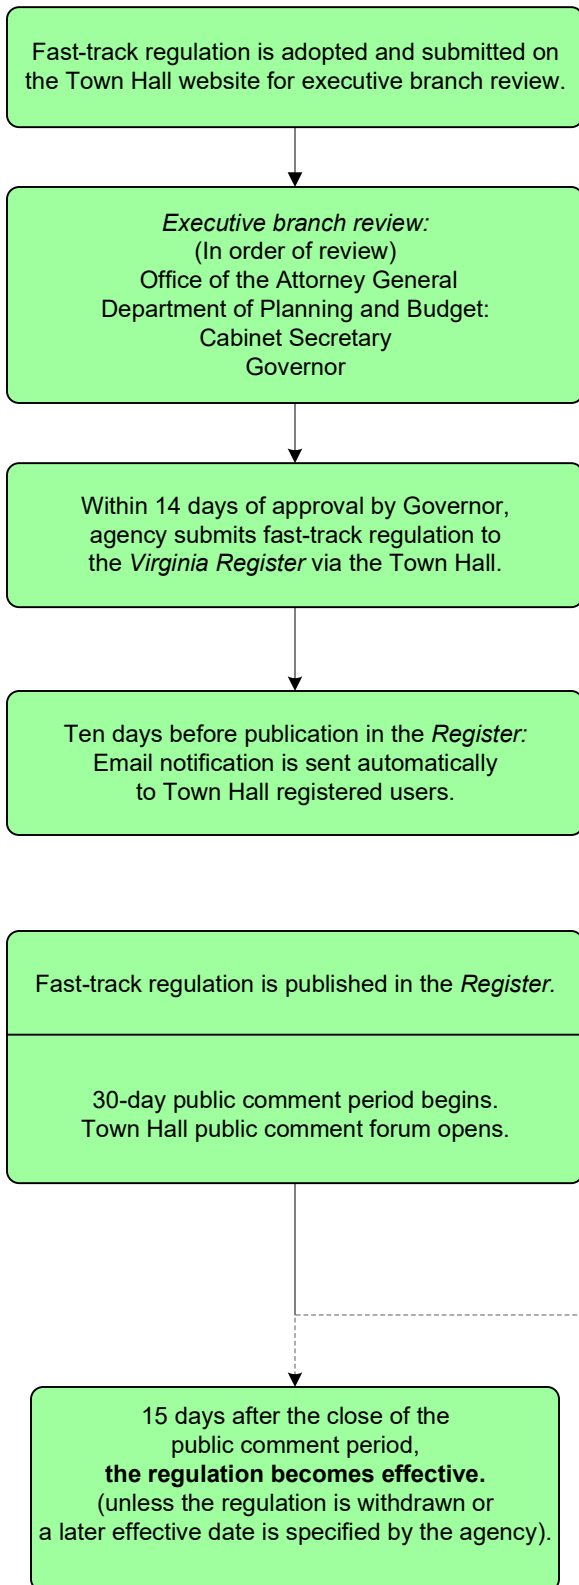 Fast-track regulation is adopted and submitted on
the Town Hall website for executive branch review.
Executive branch review:
(In order of review)
Office of the Attorney General
Department of Planning and Budget:
Cabinet Secretary
Governor
Within 14 days of approval by Governor,
agency submits fast-track regulation to
the Virginia Register via the Town Hall.
Ten days before publication in the Register:
Email notification is sent automatically
to Town Hall registered users.
Fast-track regulation is published in the Register.
30-day public comment period begins.
Town Hall public comment forum opens.
15 days after the close of the
public comment period,
the regulation becomes effective.
(unless the regulation is withdrawn or
a later effective date is specified by the agency).